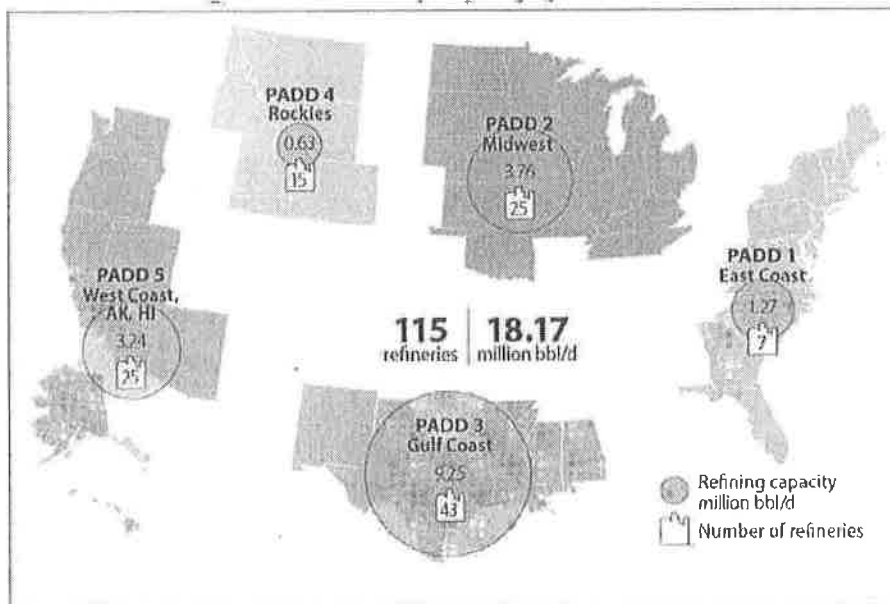 PADD 4
Rockies
0.63
15
PADD 2
Midwest
3.76
25
PADD 1
East Coast
1.27
7
PADD 5
West Coast,
AK, HI
3.24
25
115
refineries
18.17
million bbl/d
PADD 3
Gulf Coast
9.25
43
Refining capacity
million bbl/d
Number of refineries